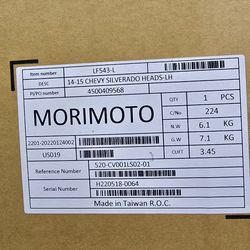 Item number LF543-L
DESC 14-15 CHEVY SILVERADO HEADS-LH
PI/PO number 4500409568
MORIMOTO
QTY 1 PCS
C/No 224
N.W 6.1 KG
G.W 7.1 KG
CUFT 3.45
2201-20220124002
US019
Reference Number 520-CV001LS02-01
Serial Number H220518-0064
Made in Taiwan R.O.C.